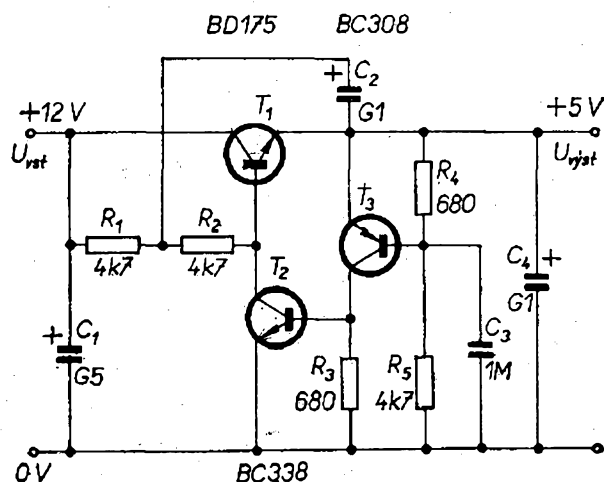 BD175 BC308
+ C2
G1
+12 V
T1
+5 V
Uvst
Uvýst
R4
680
T3
R1
4k7
R2
4k7
T2
C4 +
G1
+ C1
G5
C3
1M
R3
680
R5
4k7
0 V
BC338